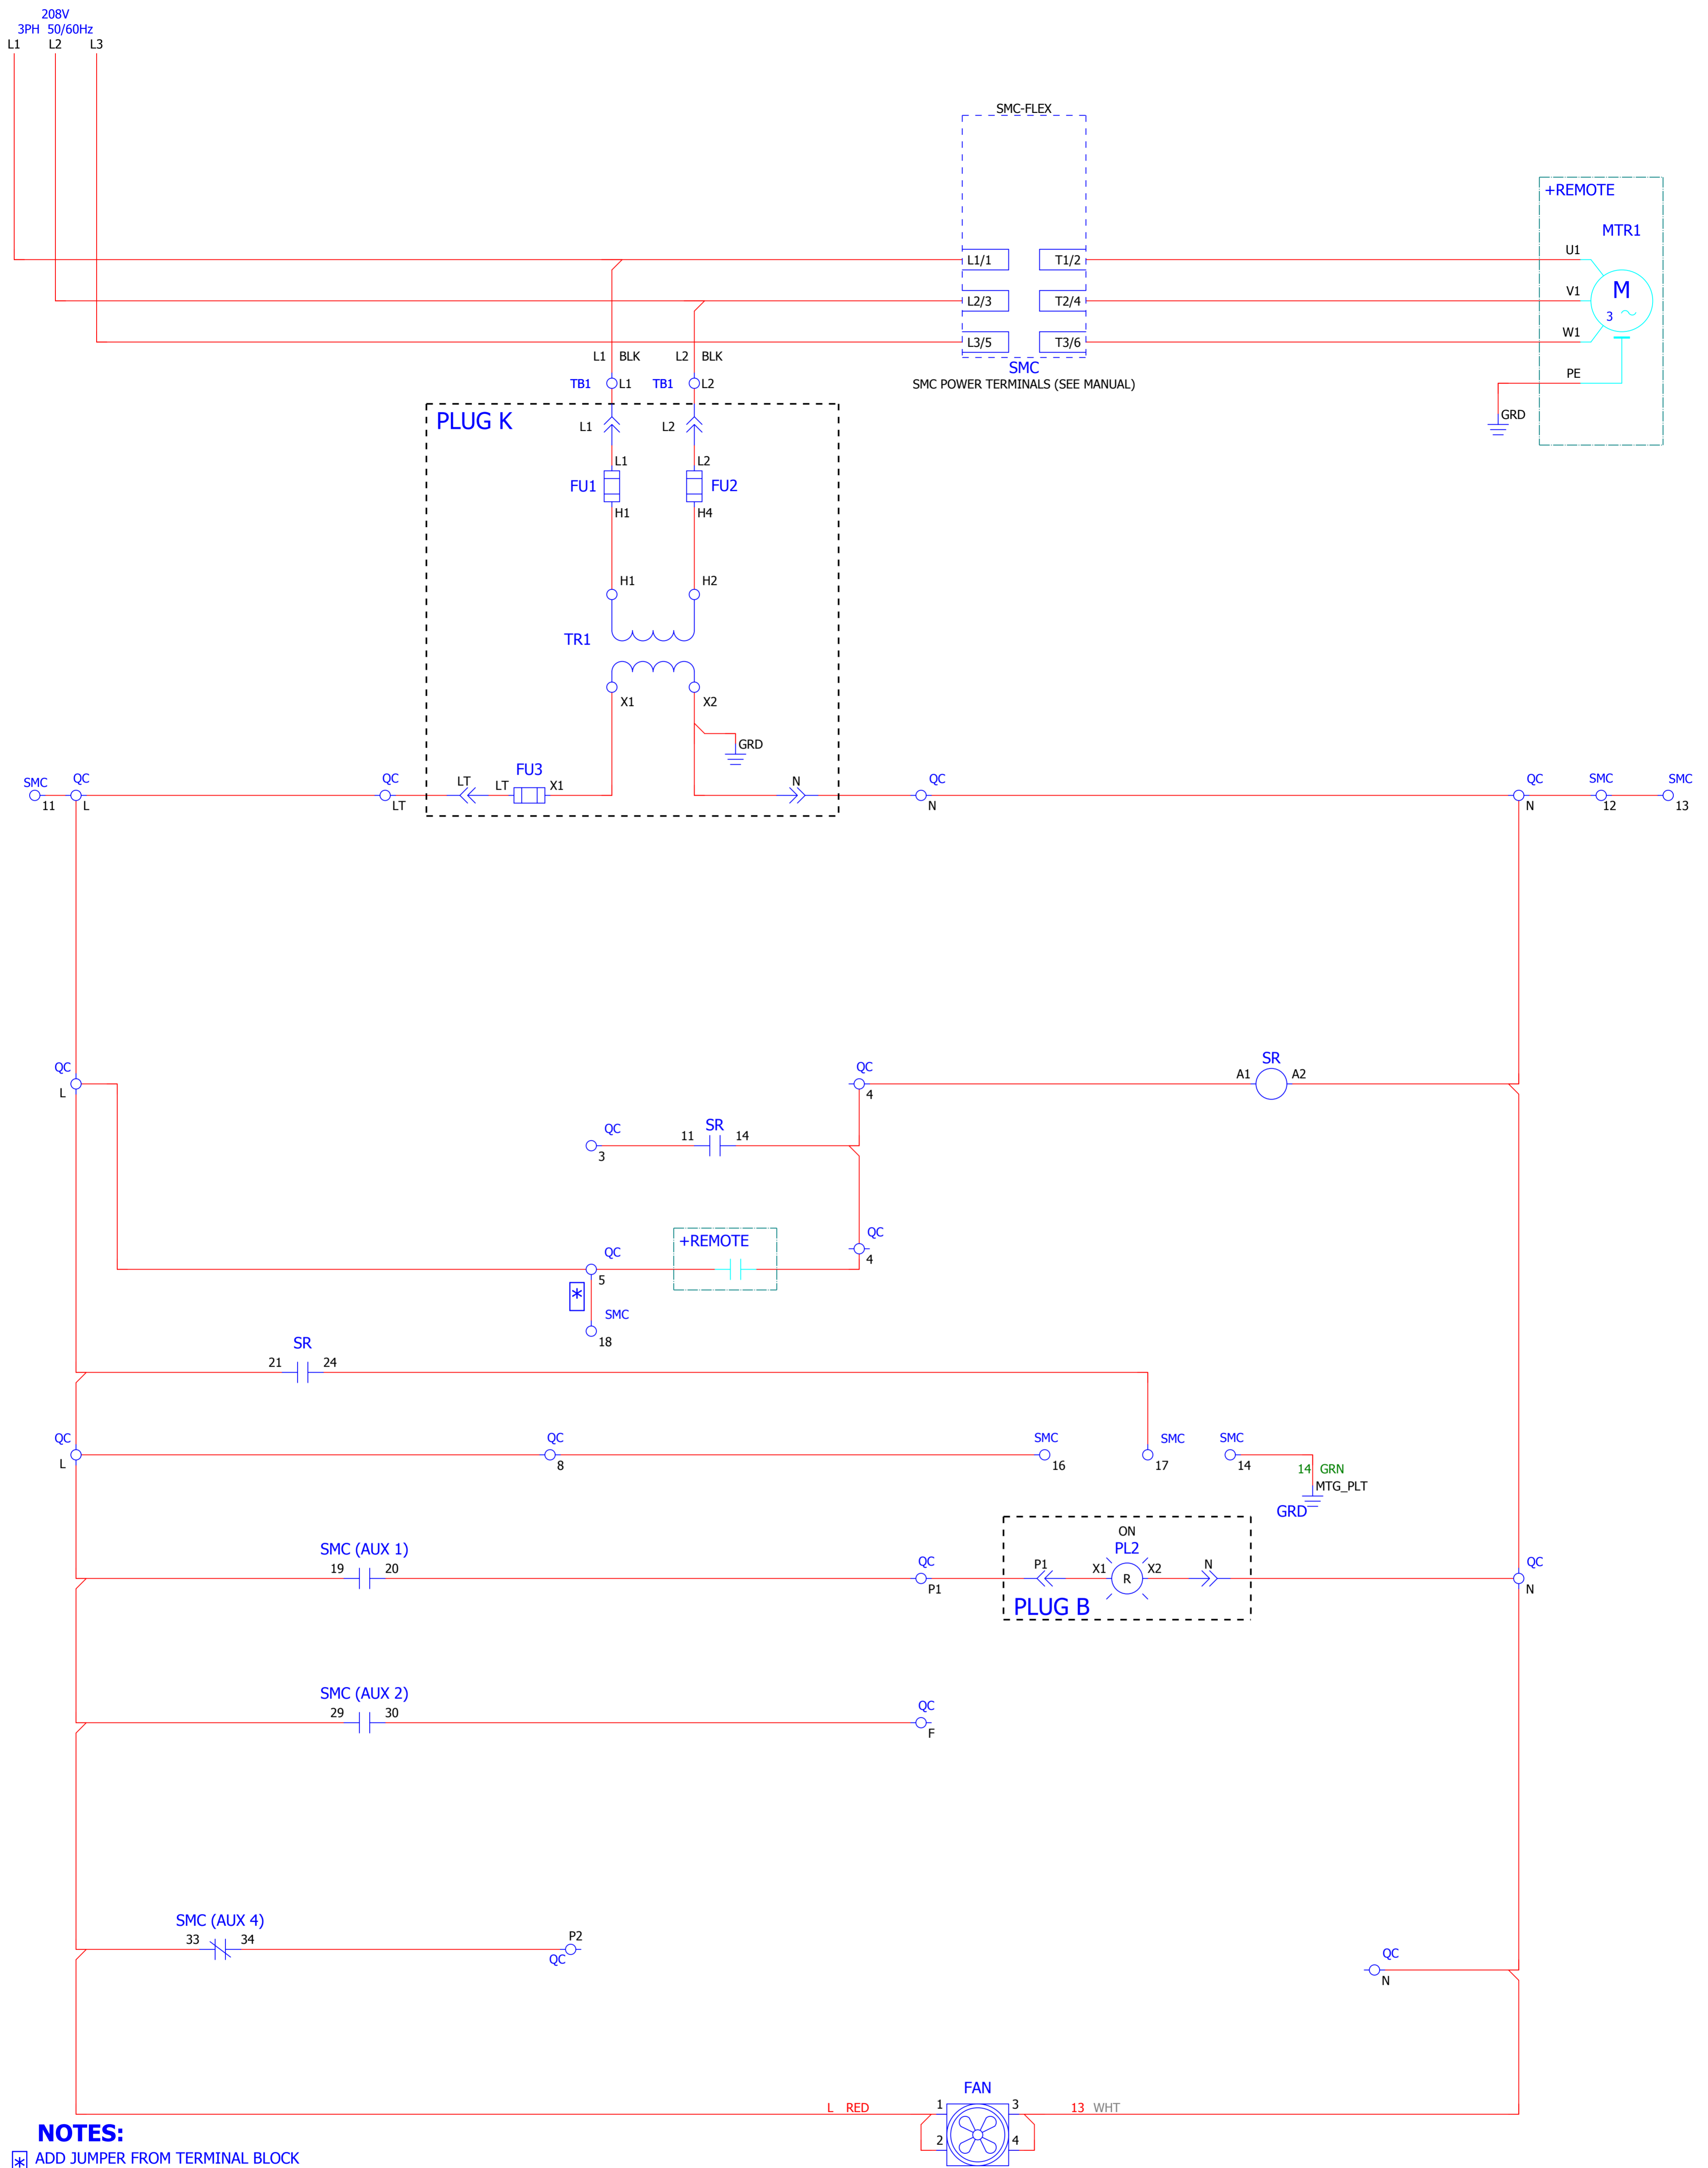 208V
3PH 50/60Hz
L1 L2 L3
SMC-FLEX
+REMOTE
MTR1
U1
L1/1 T1/2
M
3
V1
L2/3 T2/4
W1
L3/5 T3/6
L1 BLK L2 BLK
SMC
PE
SMC POWER TERMINALS (SEE MANUAL)
TB1 L1 TB1 L2
GRD
PLUG K
L1 L2
L1 L2
FU1 FU2
H1 H4
H1 H2
TR1
X1 X2
GRD
FU3
SMC QC QC LT LT X1 N QC QC SMC SMC
11 L LT N N 12 13
SR
QC QC A1 A2
L 4
SR
QC 11 14
3
QC
+REMOTE
4
QC
5
*
SMC
18
SR
21 24
QC QC SMC SMC SMC
L 8 16 17 14
14 GRN
MTG_PLT
GRD
ON
SMC (AUX 1) PL2
19 20 QC P1 X1 R X2 N QC
P1 N
PLUG B
SMC (AUX 2)
29 30 QC
F
SMC (AUX 4)
33 34 P2
QC
QC
N
FAN
L RED 1 3 13 WHT
2 4
NOTES:
* ADD JUMPER FROM TERMINAL BLOCK